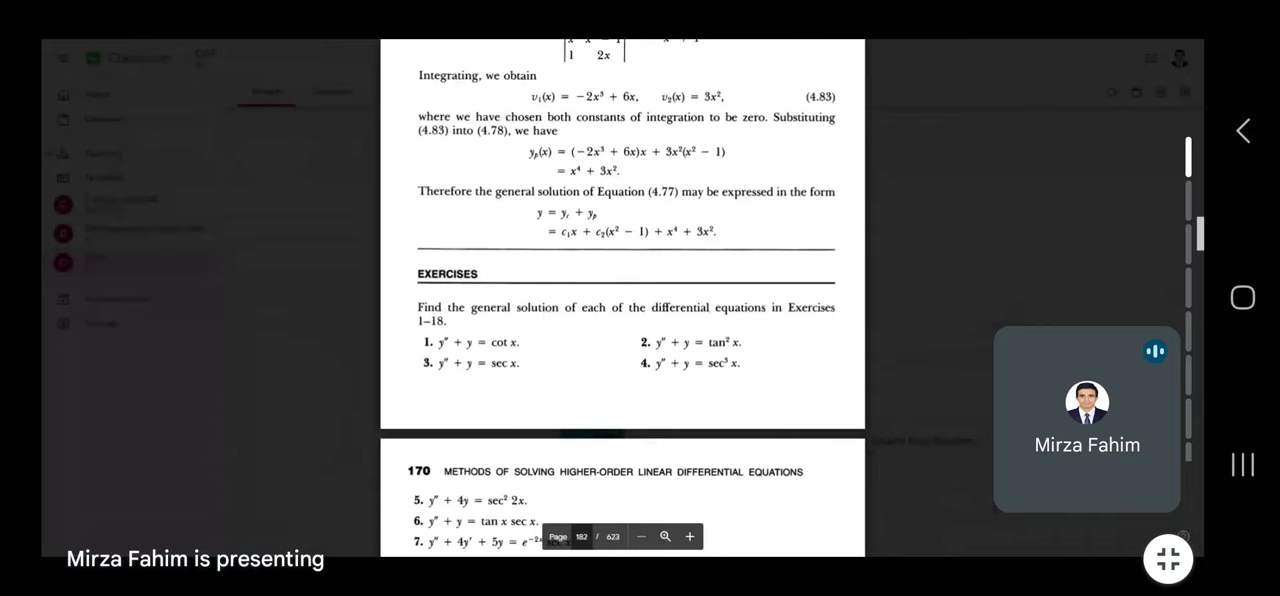 1 2x
Integrating, we obtain
v₁(x) = −2x³ + 6x, v₂(x) = 3x², (4.83)
where we have chosen both constants of integration to be zero. Substituting
(4.83) into (4.78), we have
yₚ(x) = (−2x³ + 6x)x + 3x²(x² − 1)
= x⁴ + 3x².
Therefore the general solution of Equation (4.77) may be expressed in the form
y = y꜀ + yₚ
= c₁x + c₂(x² − 1) + x⁴ + 3x².
EXERCISES
Find the general solution of each of the differential equations in Exercises
1–18.
1. y″ + y = cot x. 2. y″ + y = tan² x.
3. y″ + y = sec x. 4. y″ + y = sec³ x.
170 METHODS OF SOLVING HIGHER-ORDER LINEAR DIFFERENTIAL EQUATIONS
5. y″ + 4y = sec² 2x.
6. y″ + y = tan x sec x.
7. y″ + 4y′ + 5y = e⁻²ˣ
Page 182 / 623 − +
Mirza Fahim
Mirza Fahim is presenting